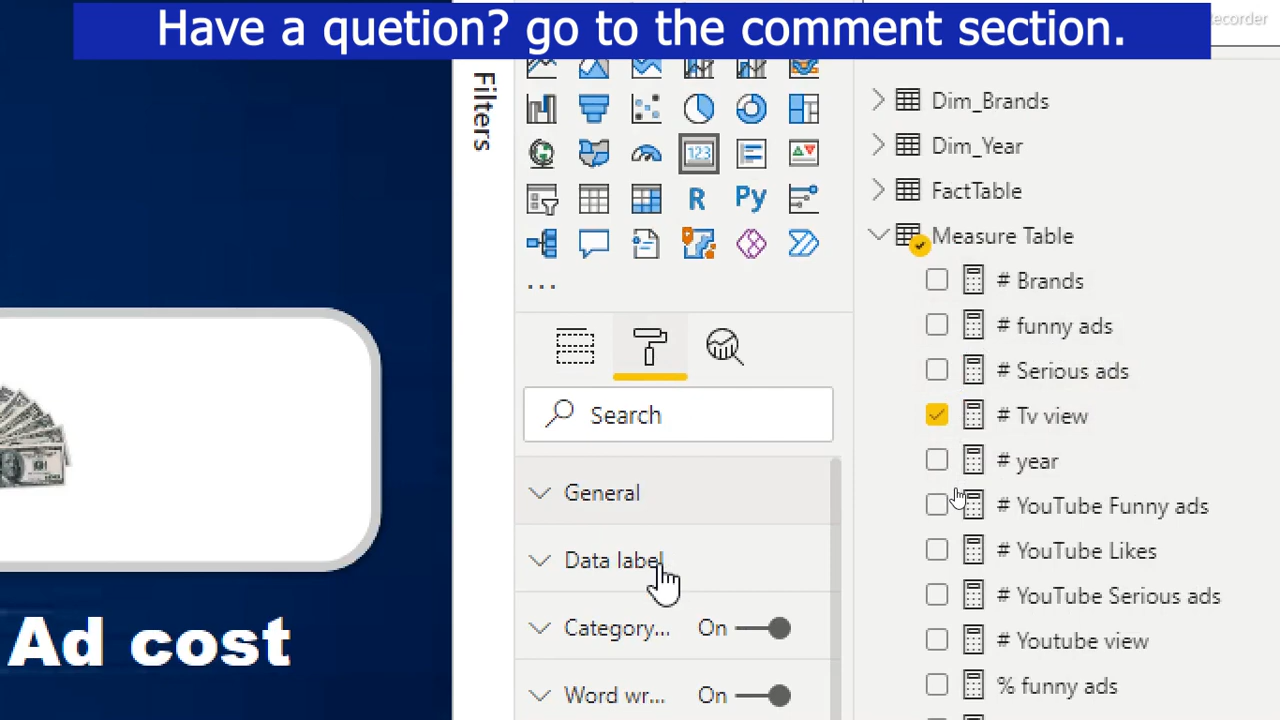 Have a quetion? go to the comment section.
ecorder
Filters
123
R
Py
...
Search
General
Data label
Category... On
Word wr... On
Dim_Brands
Dim_Year
FactTable
Measure Table
# Brands
# funny ads
# Serious ads
# Tv view
# year
# YouTube Funny ads
# YouTube Likes
# YouTube Serious ads
# Youtube view
% funny ads
Ad cost